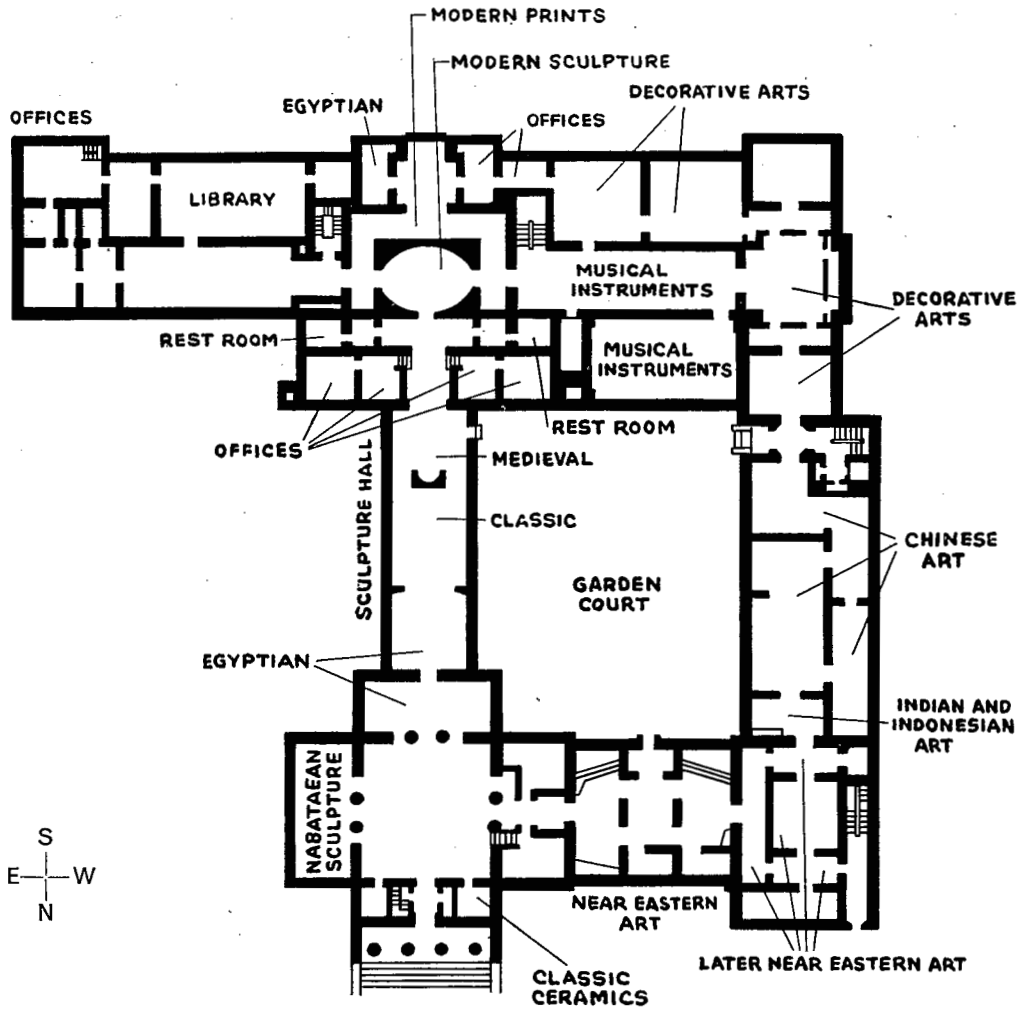 MODERN PRINTS
MODERN SCULPTURE
DECORATIVE ARTS
EGYPTIAN
OFFICES
OFFICES
LIBRARY
MUSICAL
INSTRUMENTS
DECORATIVE
ARTS
REST ROOM
MUSICAL
INSTRUMENTS
OFFICES
REST ROOM
SCULPTURE HALL
MEDIEVAL
CLASSIC
CHINESE
ART
GARDEN
COURT
EGYPTIAN
INDIAN AND
INDONESIAN
ART
NABATAEAN
SCULPTURE
S
E
W
N
NEAR EASTERN
ART
LATER NEAR EASTERN ART
CLASSIC
CERAMICS